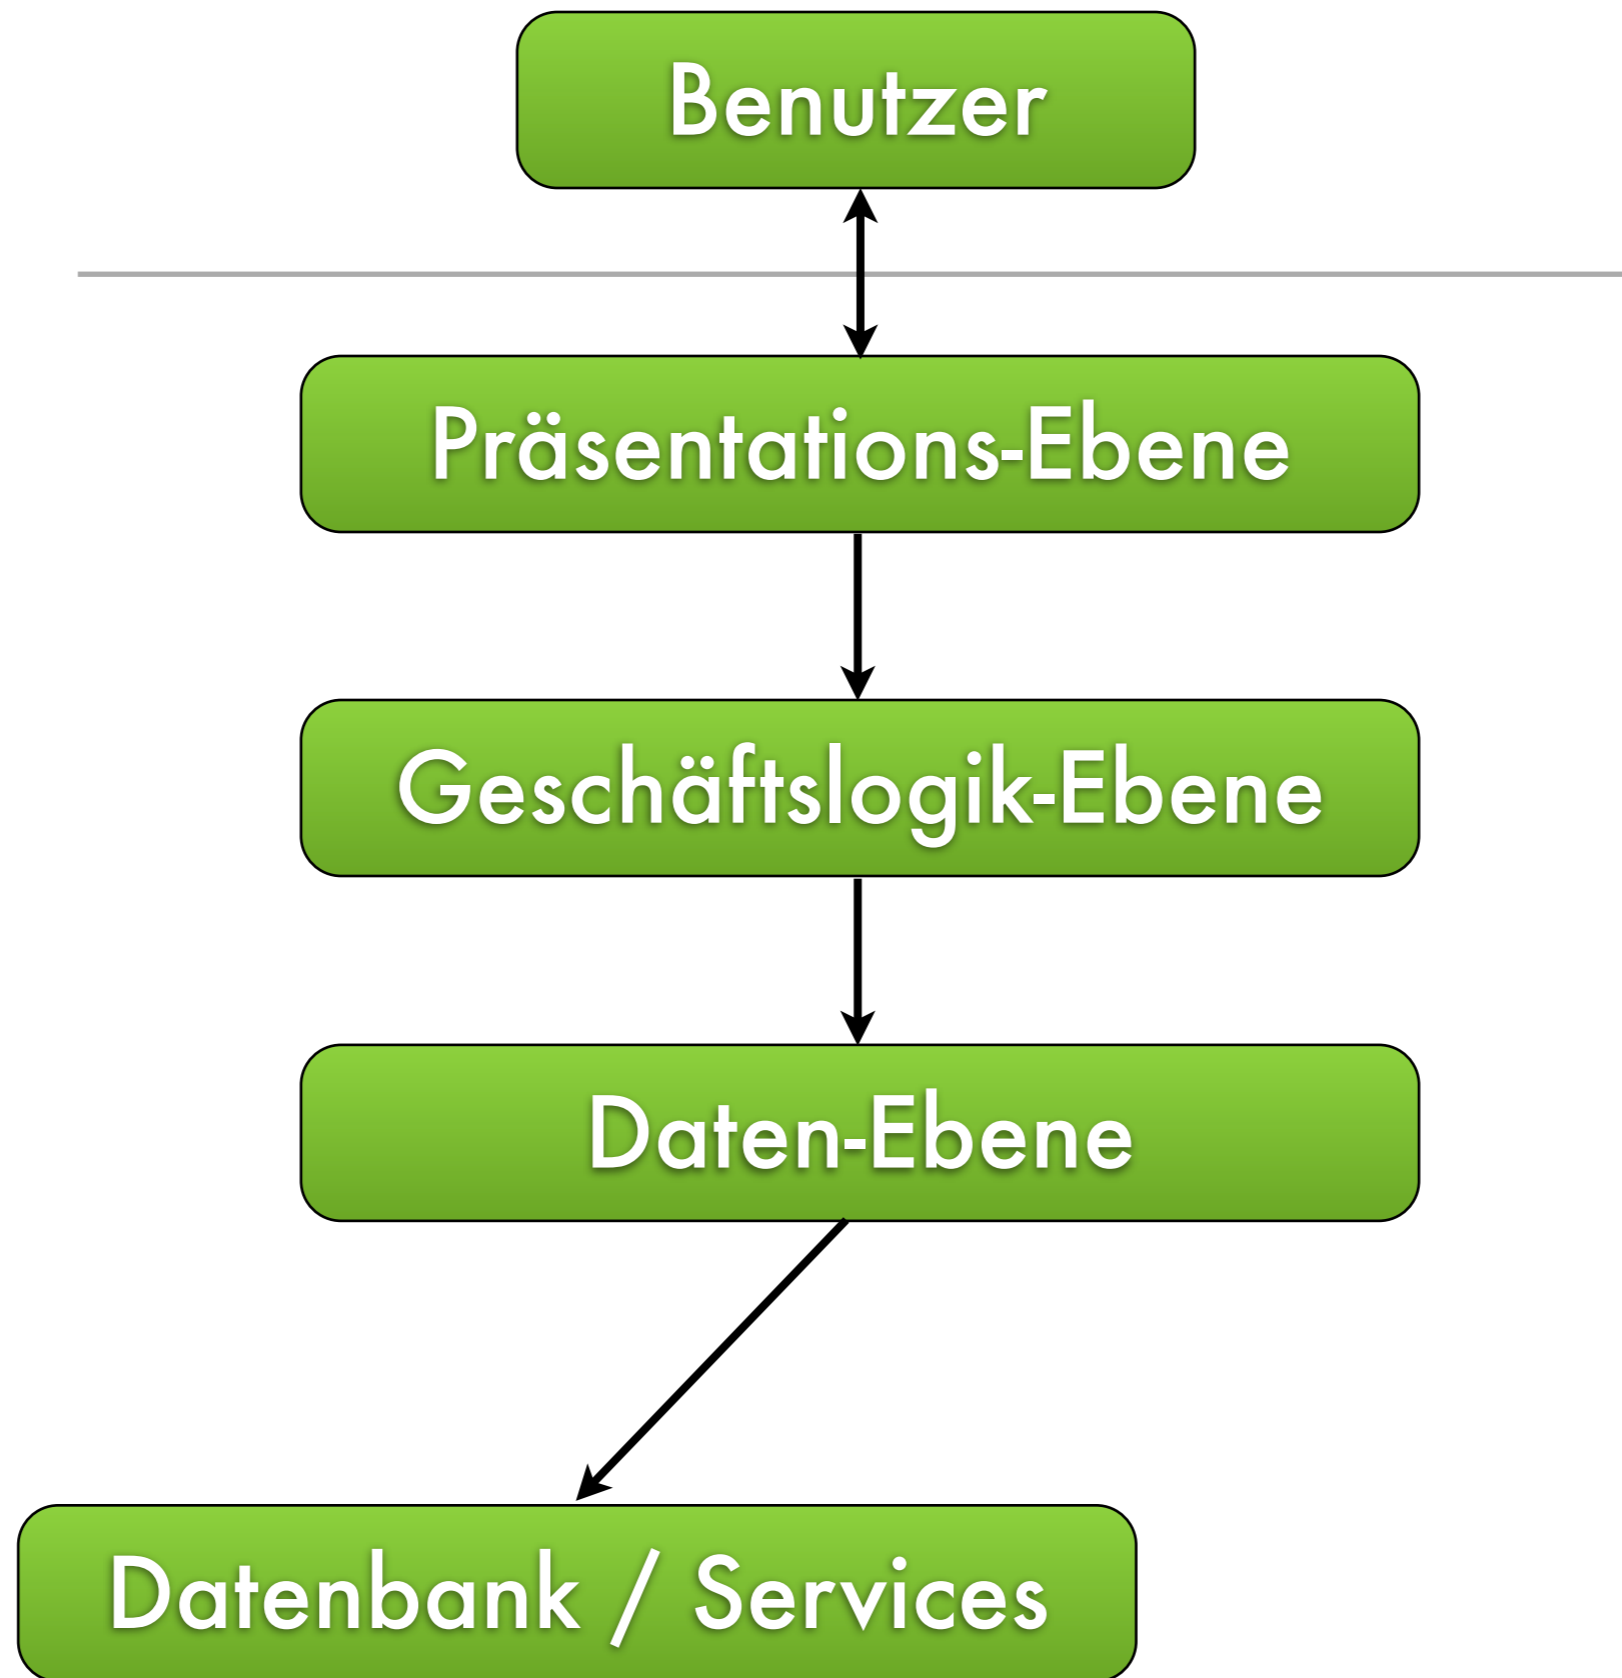 Benutzer
Präsentations-Ebene
Geschäftslogik-Ebene
Daten-Ebene
Datenbank / Services